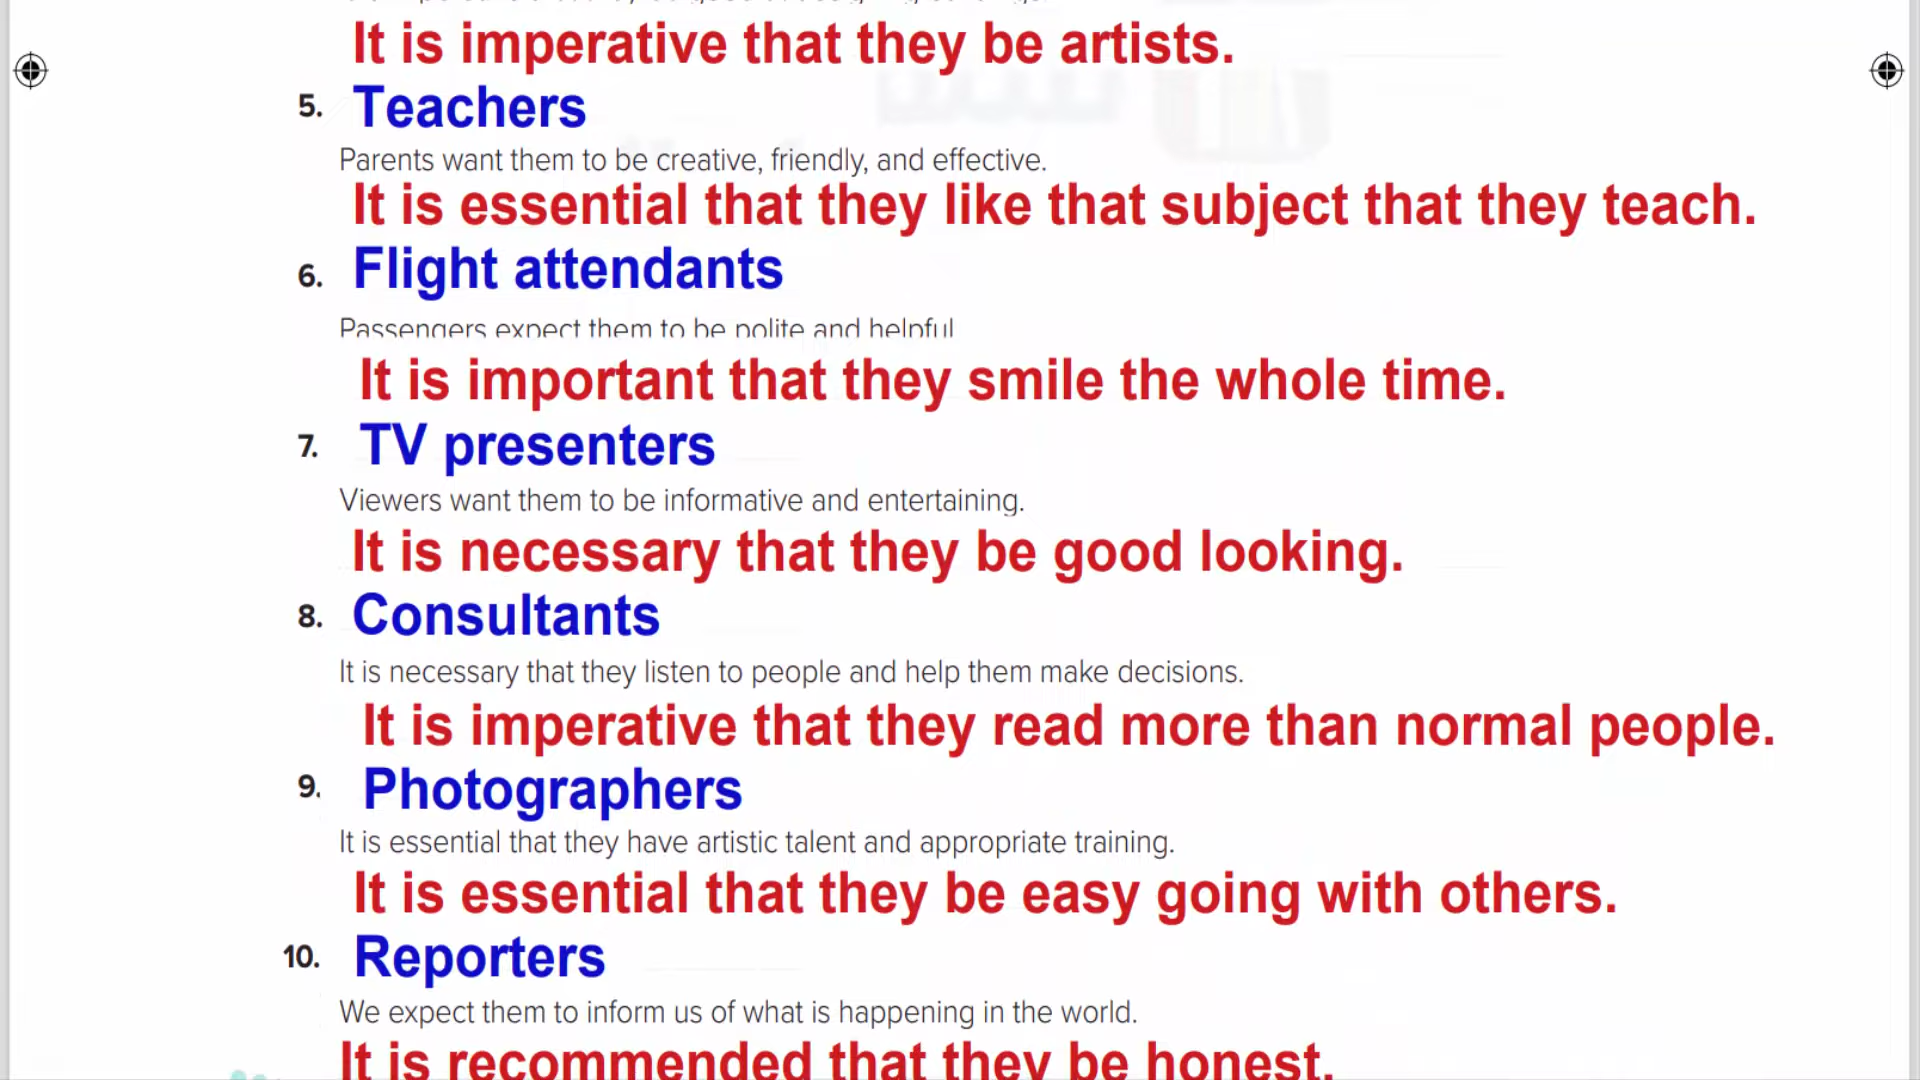 It is imperative that they be artists.
5. Teachers
Parents want them to be creative, friendly, and effective.
It is essential that they like that subject that they teach.
6. Flight attendants
Passengers expect them to be polite and helpful
It is important that they smile the whole time.
7. TV presenters
Viewers want them to be informative and entertaining.
It is necessary that they be good looking.
8. Consultants
It is necessary that they listen to people and help them make decisions.
It is imperative that they read more than normal people.
9. Photographers
It is essential that they have artistic talent and appropriate training.
It is essential that they be easy going with others.
10. Reporters
We expect them to inform us of what is happening in the world.
It is recommended that they be honest.